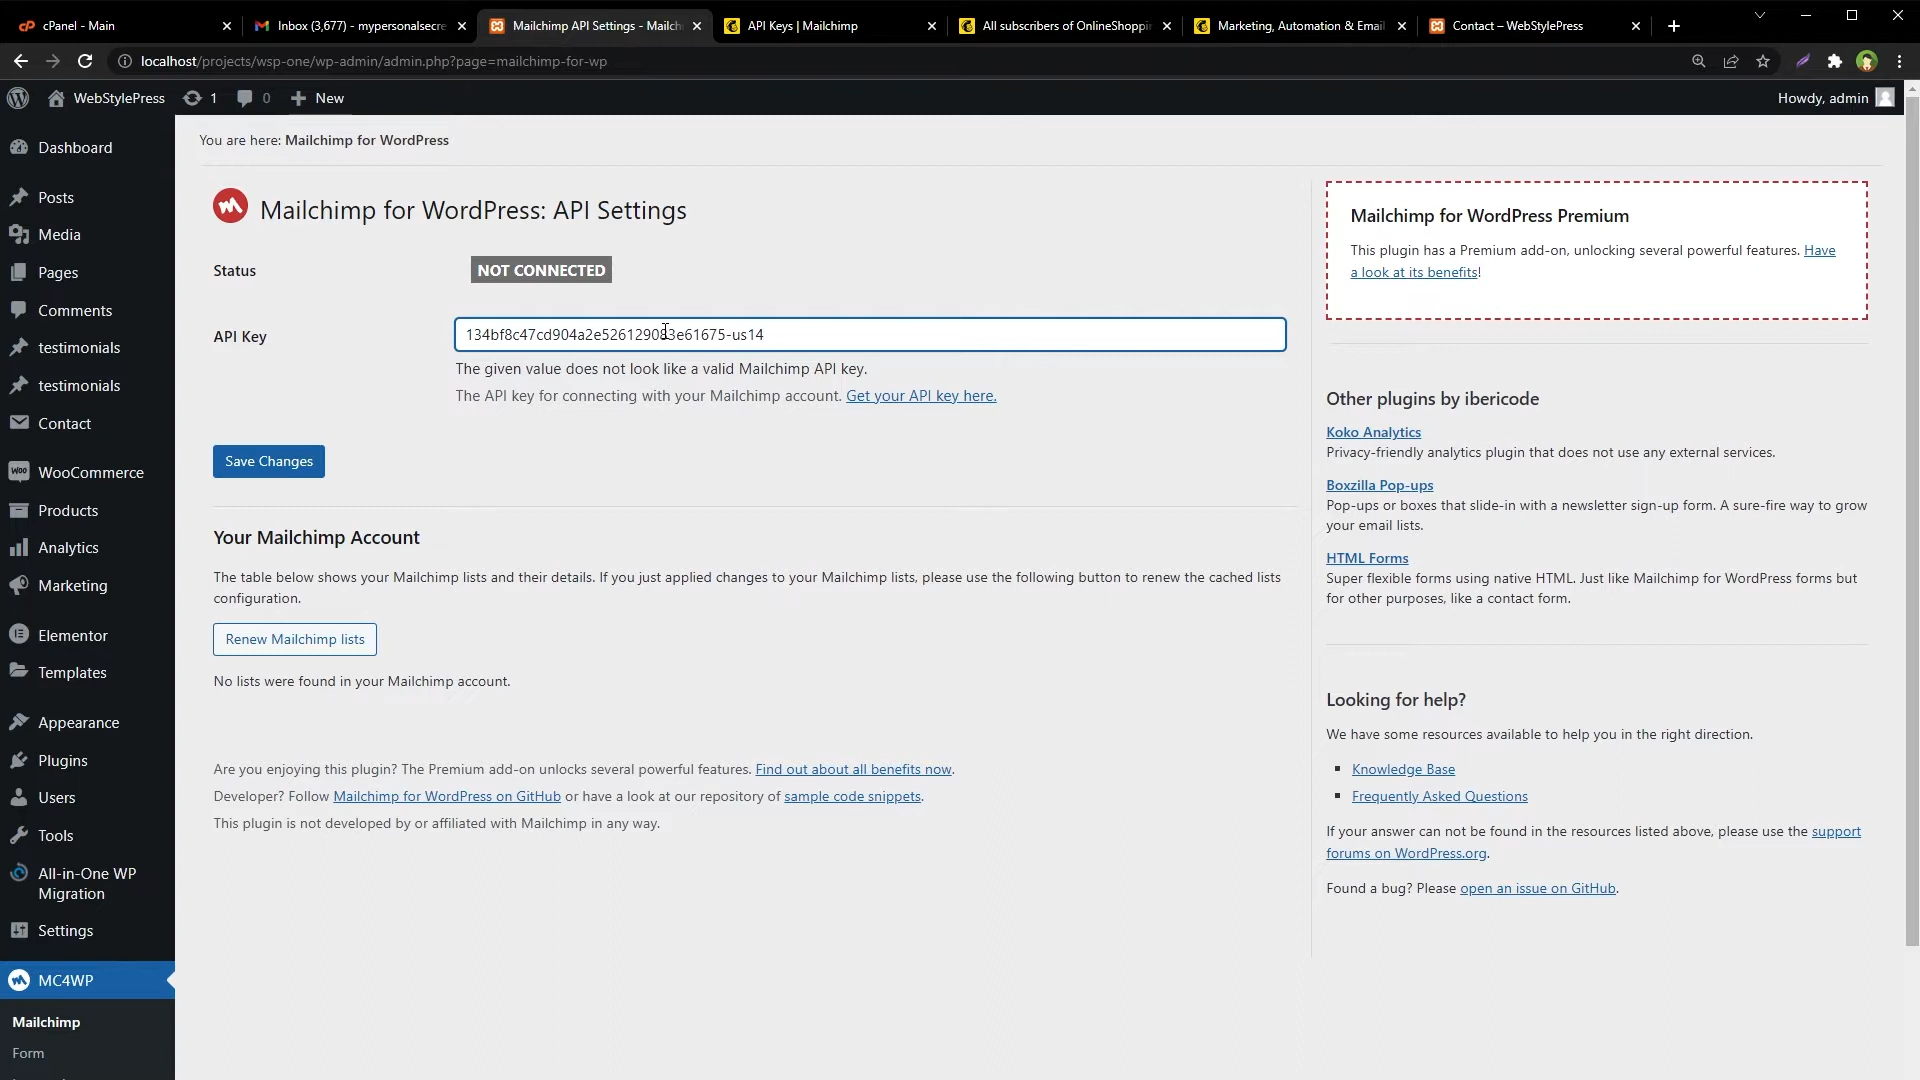 cPanel - Main
Inbox (3,677) - mypersonalsecre
Mailchimp API Settings - Mailch
API Keys | Mailchimp
All subscribers of OnlineShoppi
Marketing, Automation & Email
Contact – WebStylePress
localhost/projects/wsp-one/wp-admin/admin.php?page=mailchimp-for-wp
WebStylePress
1
0
New
Howdy, admin
Dashboard
Posts
Media
Pages
Comments
testimonials
testimonials
Contact
WooCommerce
Products
Analytics
Marketing
Elementor
Templates
Appearance
Plugins
Users
Tools
All-in-One WP
Migration
Settings
MC4WP
Mailchimp
Form
You are here: Mailchimp for WordPress
Mailchimp for WordPress: API Settings
Status
NOT CONNECTED
API Key
134bf8c47cd904a2e526129083e61675-us14
The given value does not look like a valid Mailchimp API key.
The API key for connecting with your Mailchimp account. Get your API key here.
Save Changes
Your Mailchimp Account
The table below shows your Mailchimp lists and their details. If you just applied changes to your Mailchimp lists, please use the following button to renew the cached lists
configuration.
Renew Mailchimp lists
No lists were found in your Mailchimp account.
Are you enjoying this plugin? The Premium add-on unlocks several powerful features. Find out about all benefits now.
Developer? Follow Mailchimp for WordPress on GitHub or have a look at our repository of sample code snippets.
This plugin is not developed by or affiliated with Mailchimp in any way.
Mailchimp for WordPress Premium
This plugin has a Premium add-on, unlocking several powerful features. Have
a look at its benefits!
Other plugins by ibericode
Koko Analytics
Privacy-friendly analytics plugin that does not use any external services.
Boxzilla Pop-ups
Pop-ups or boxes that slide-in with a newsletter sign-up form. A sure-fire way to grow
your email lists.
HTML Forms
Super flexible forms using native HTML. Just like Mailchimp for WordPress forms but
for other purposes, like a contact form.
Looking for help?
We have some resources available to help you in the right direction.
Knowledge Base
Frequently Asked Questions
If your answer can not be found in the resources listed above, please use the support
forums on WordPress.org.
Found a bug? Please open an issue on GitHub.